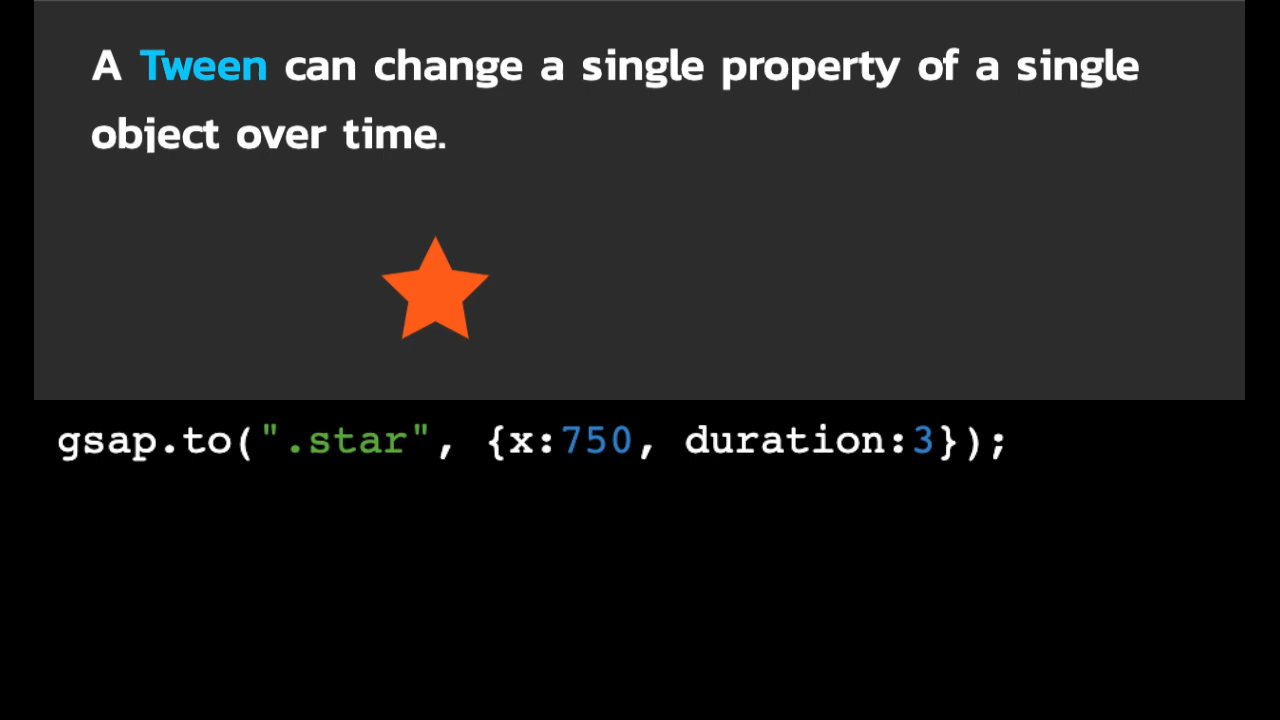 A Tween can change a single property of a single
object over time.
gsap.to(".star", {x:750, duration:3});